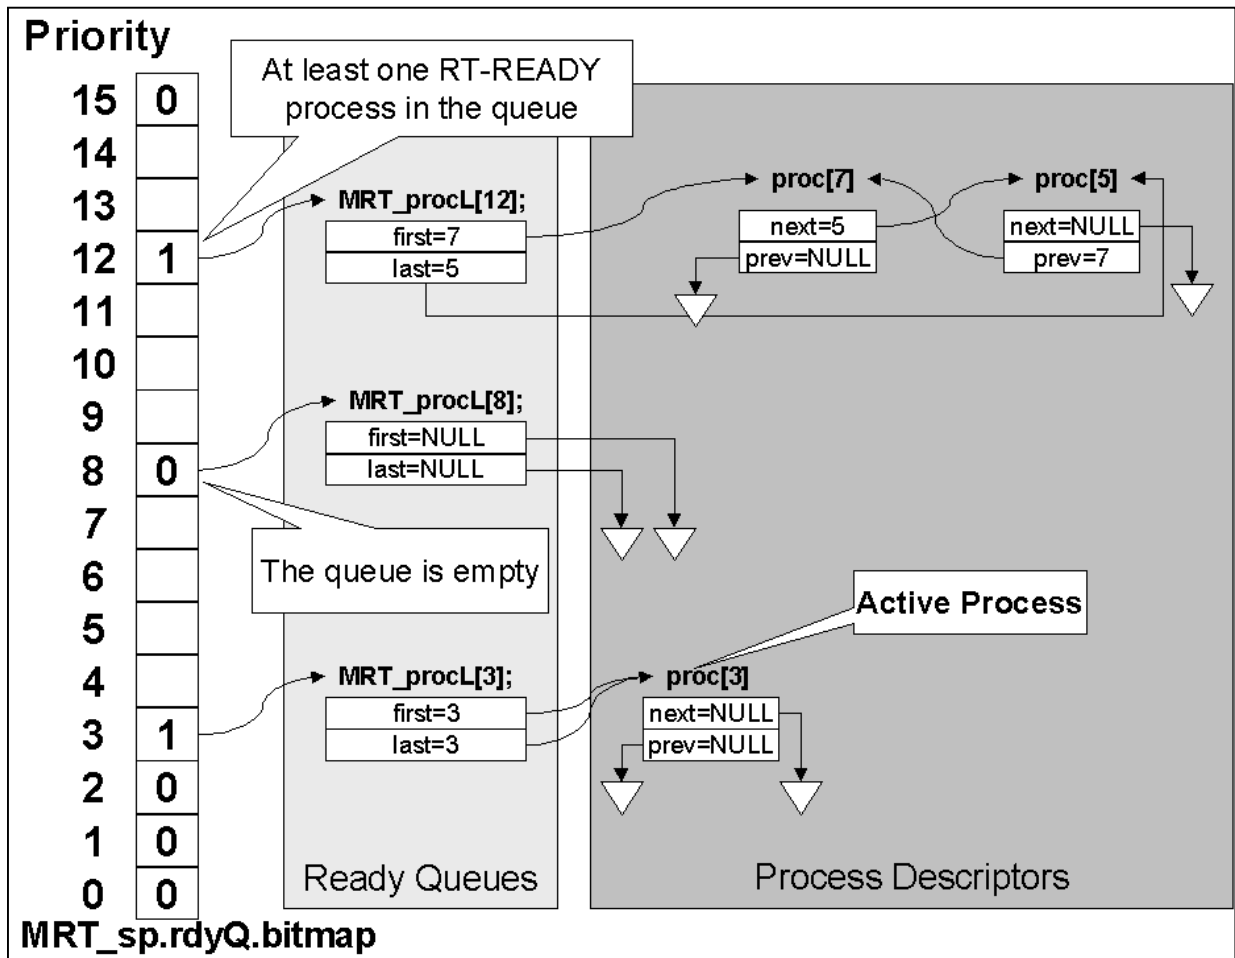 Priority
At least one RT-READY
process in the queue
15 0
14
13
12 1
11
10
9
8 0
7
6
5
4
3 1
2 0
1 0
0 0
MRT_procL[12];
first=7
last=5
proc[7]
next=5
prev=NULL
proc[5]
next=NULL
prev=7
MRT_procL[8];
first=NULL
last=NULL
The queue is empty
Active Process
MRT_procL[3];
first=3
last=3
proc[3]
next=NULL
prev=NULL
Ready Queues
Process Descriptors
MRT_sp.rdyQ.bitmap